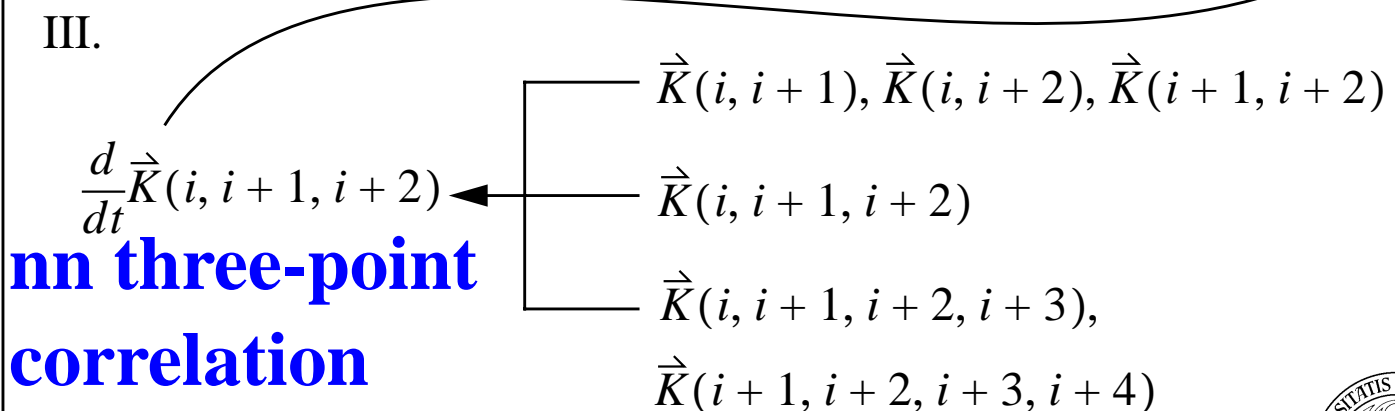 III.
K⃗(i, i + 1), K⃗(i, i + 2), K⃗(i + 1, i + 2)
d/dt K⃗(i, i + 1, i + 2)
K⃗(i, i + 1, i + 2)
nn three-point
correlation
K⃗(i, i + 1, i + 2, i + 3),
K⃗(i + 1, i + 2, i + 3, i + 4)